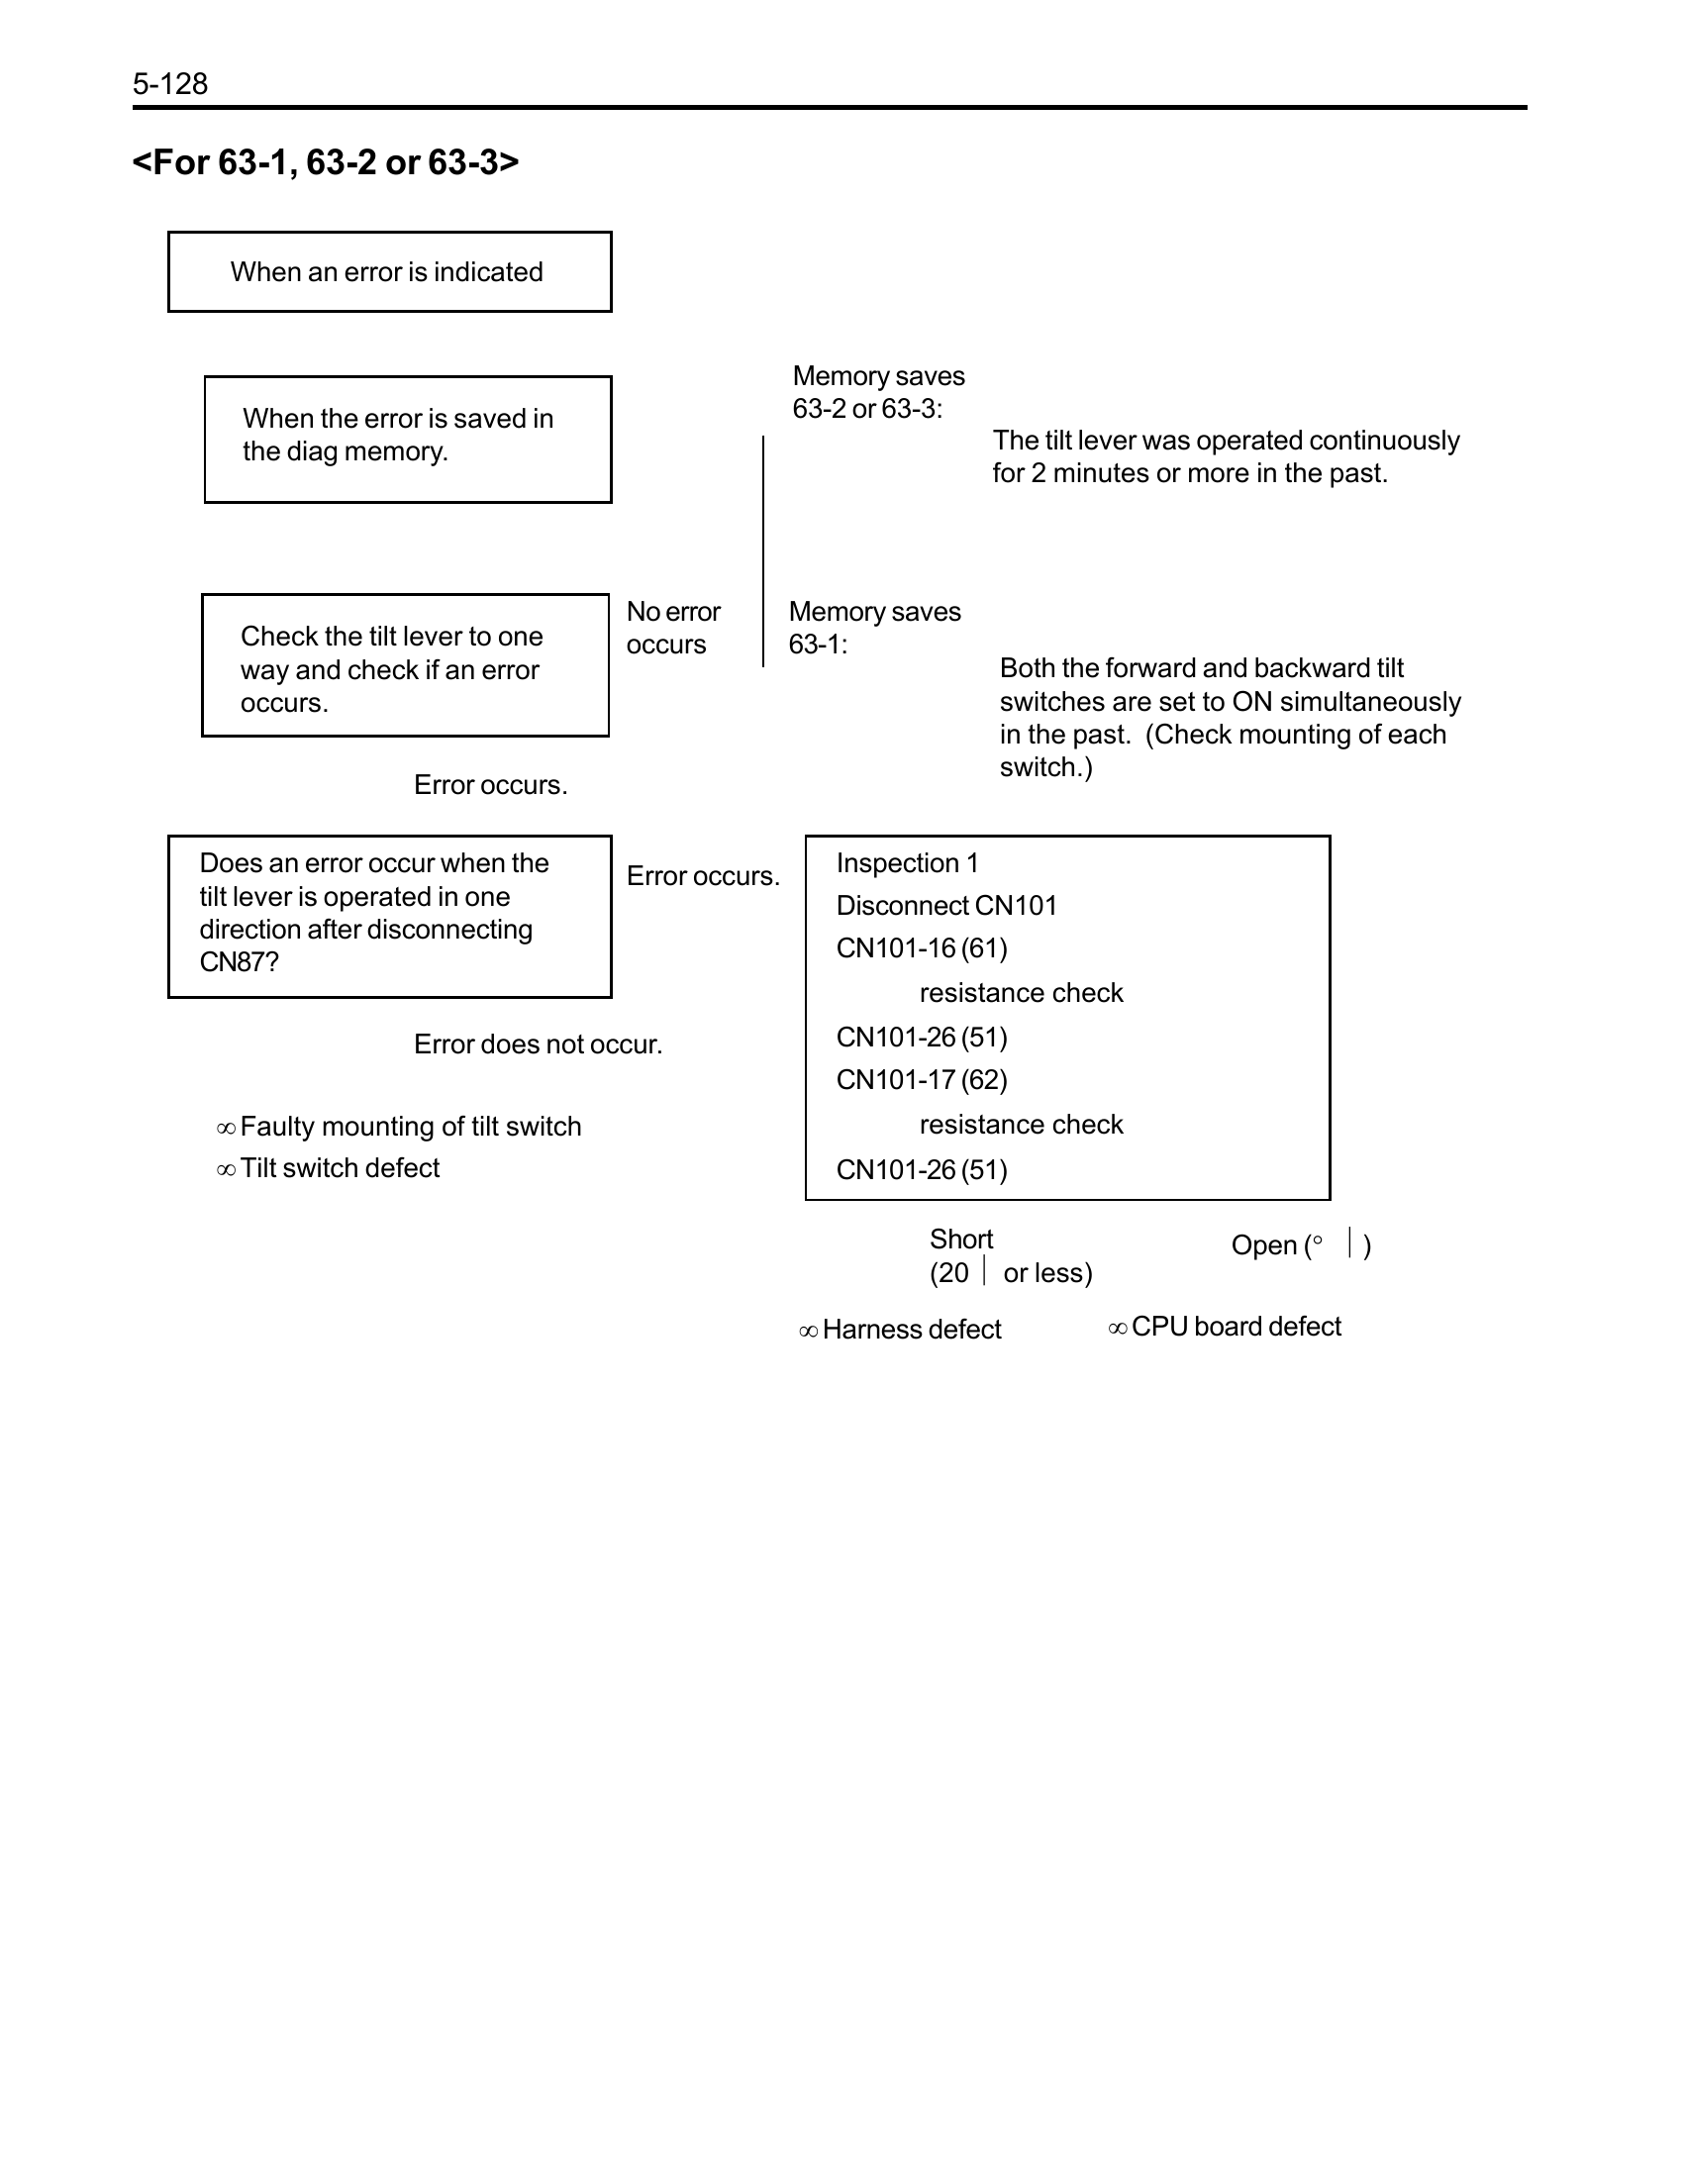 5-128
<For 63-1, 63-2 or 63-3>
When an error is indicated
When the error is saved in
the diag memory.
Memory saves
63-2 or 63-3:
The tilt lever was operated continuously
for 2 minutes or more in the past.
Check the tilt lever to one
way and check if an error
occurs.
No error
occurs
Memory saves
63-1:
Both the forward and backward tilt
switches are set to ON simultaneously
in the past.  (Check mounting of each
switch.)
Error occurs.
Does an error occur when the
tilt lever is operated in one
direction after disconnecting
CN87?
Error occurs.
Error does not occur.
∞ Faulty mounting of tilt switch
∞ Tilt switch defect
Inspection 1
Disconnect CN101
CN101-16 (61)
resistance check
CN101-26 (51)
CN101-17 (62)
resistance check
CN101-26 (51)
Short
(20 | or less)
Open (° | )
∞ Harness defect
∞ CPU board defect